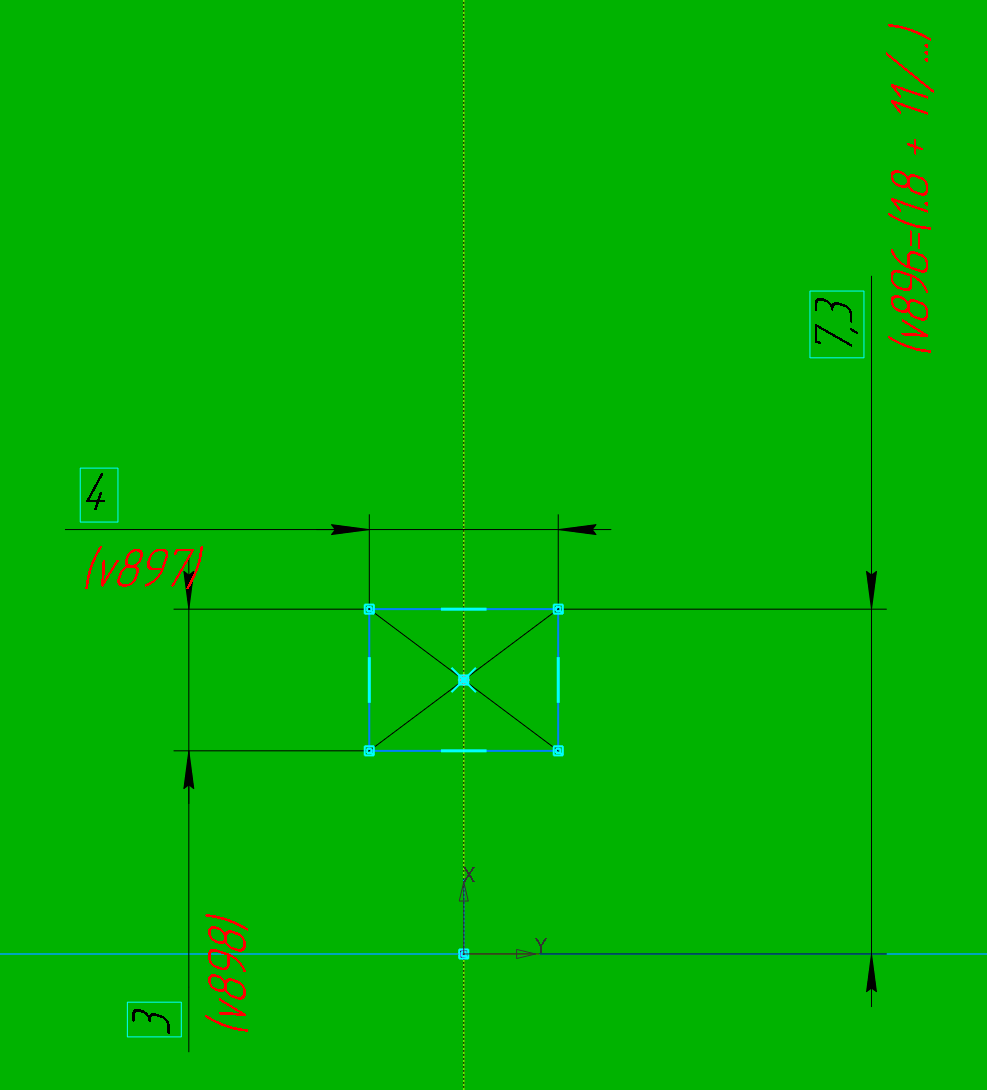 (v896=(1.8 + 11/...)
7,3
4
(v897)
X
Y
(v898)
3